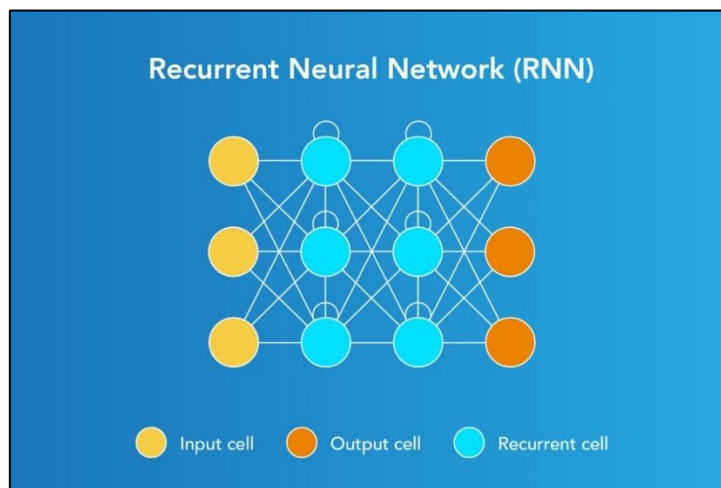 Recurrent Neural Network (RNN)
Input cell
Output cell
Recurrent cell